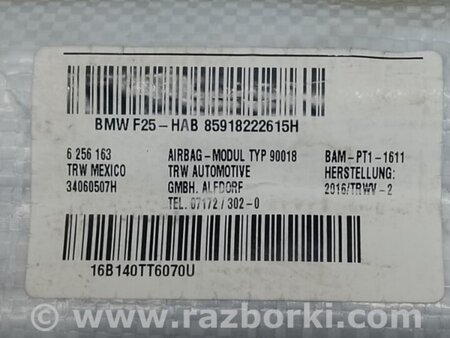 BMW F25-HAB 85918222615H
6 256 163 AIRBAG-MODUL TYP 90018 BAM-PT1-1611
TRW MEXICO TRW AUTOMOTIVE HERSTELLUNG:
34060507H GMBH. ALFDORF 2016/TRWV-2
TEL. 07172/302-0
16B140TT6070U
www.razborki.com